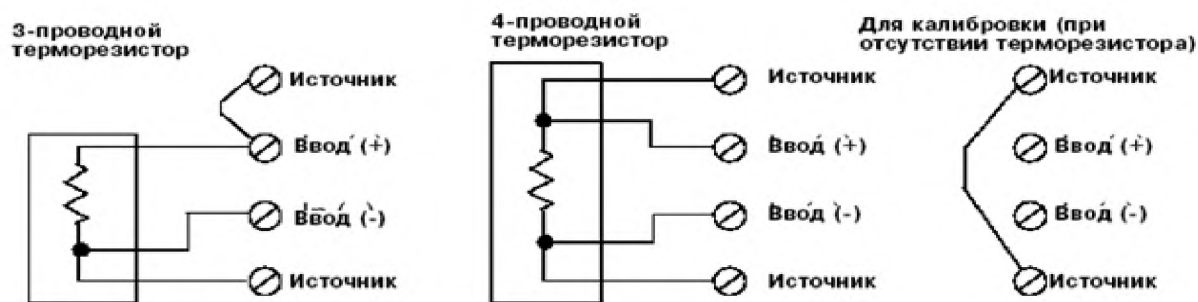 3-проводной
терморезистор
Источник
Ввод (+)
Ввод (-)
Источник
4-проводной
терморезистор
Источник
Ввод (+)
Ввод (-)
Источник
Для калибровки (при
отсутствии терморезистора)
Источник
Ввод (+)
Ввод (-)
Источник